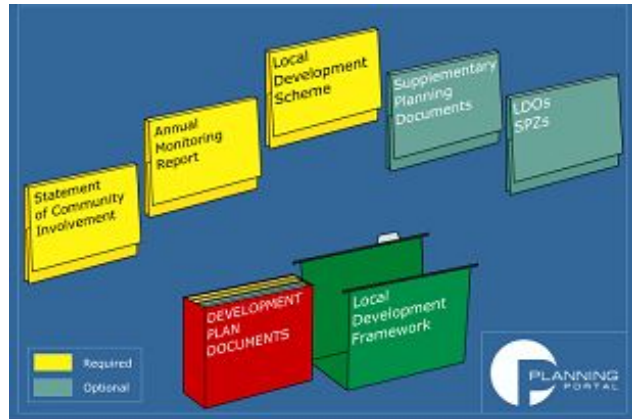 Local
Development
Scheme
Supplementary
Planning
Documents
LDOs
SPZs
Annual
Monitoring
Report
Statement
of Community
Involvement
DEVELOPMENT
PLAN
DOCUMENTS
Local
Development
Framework
Required
Optional
PLANNING
PORTAL